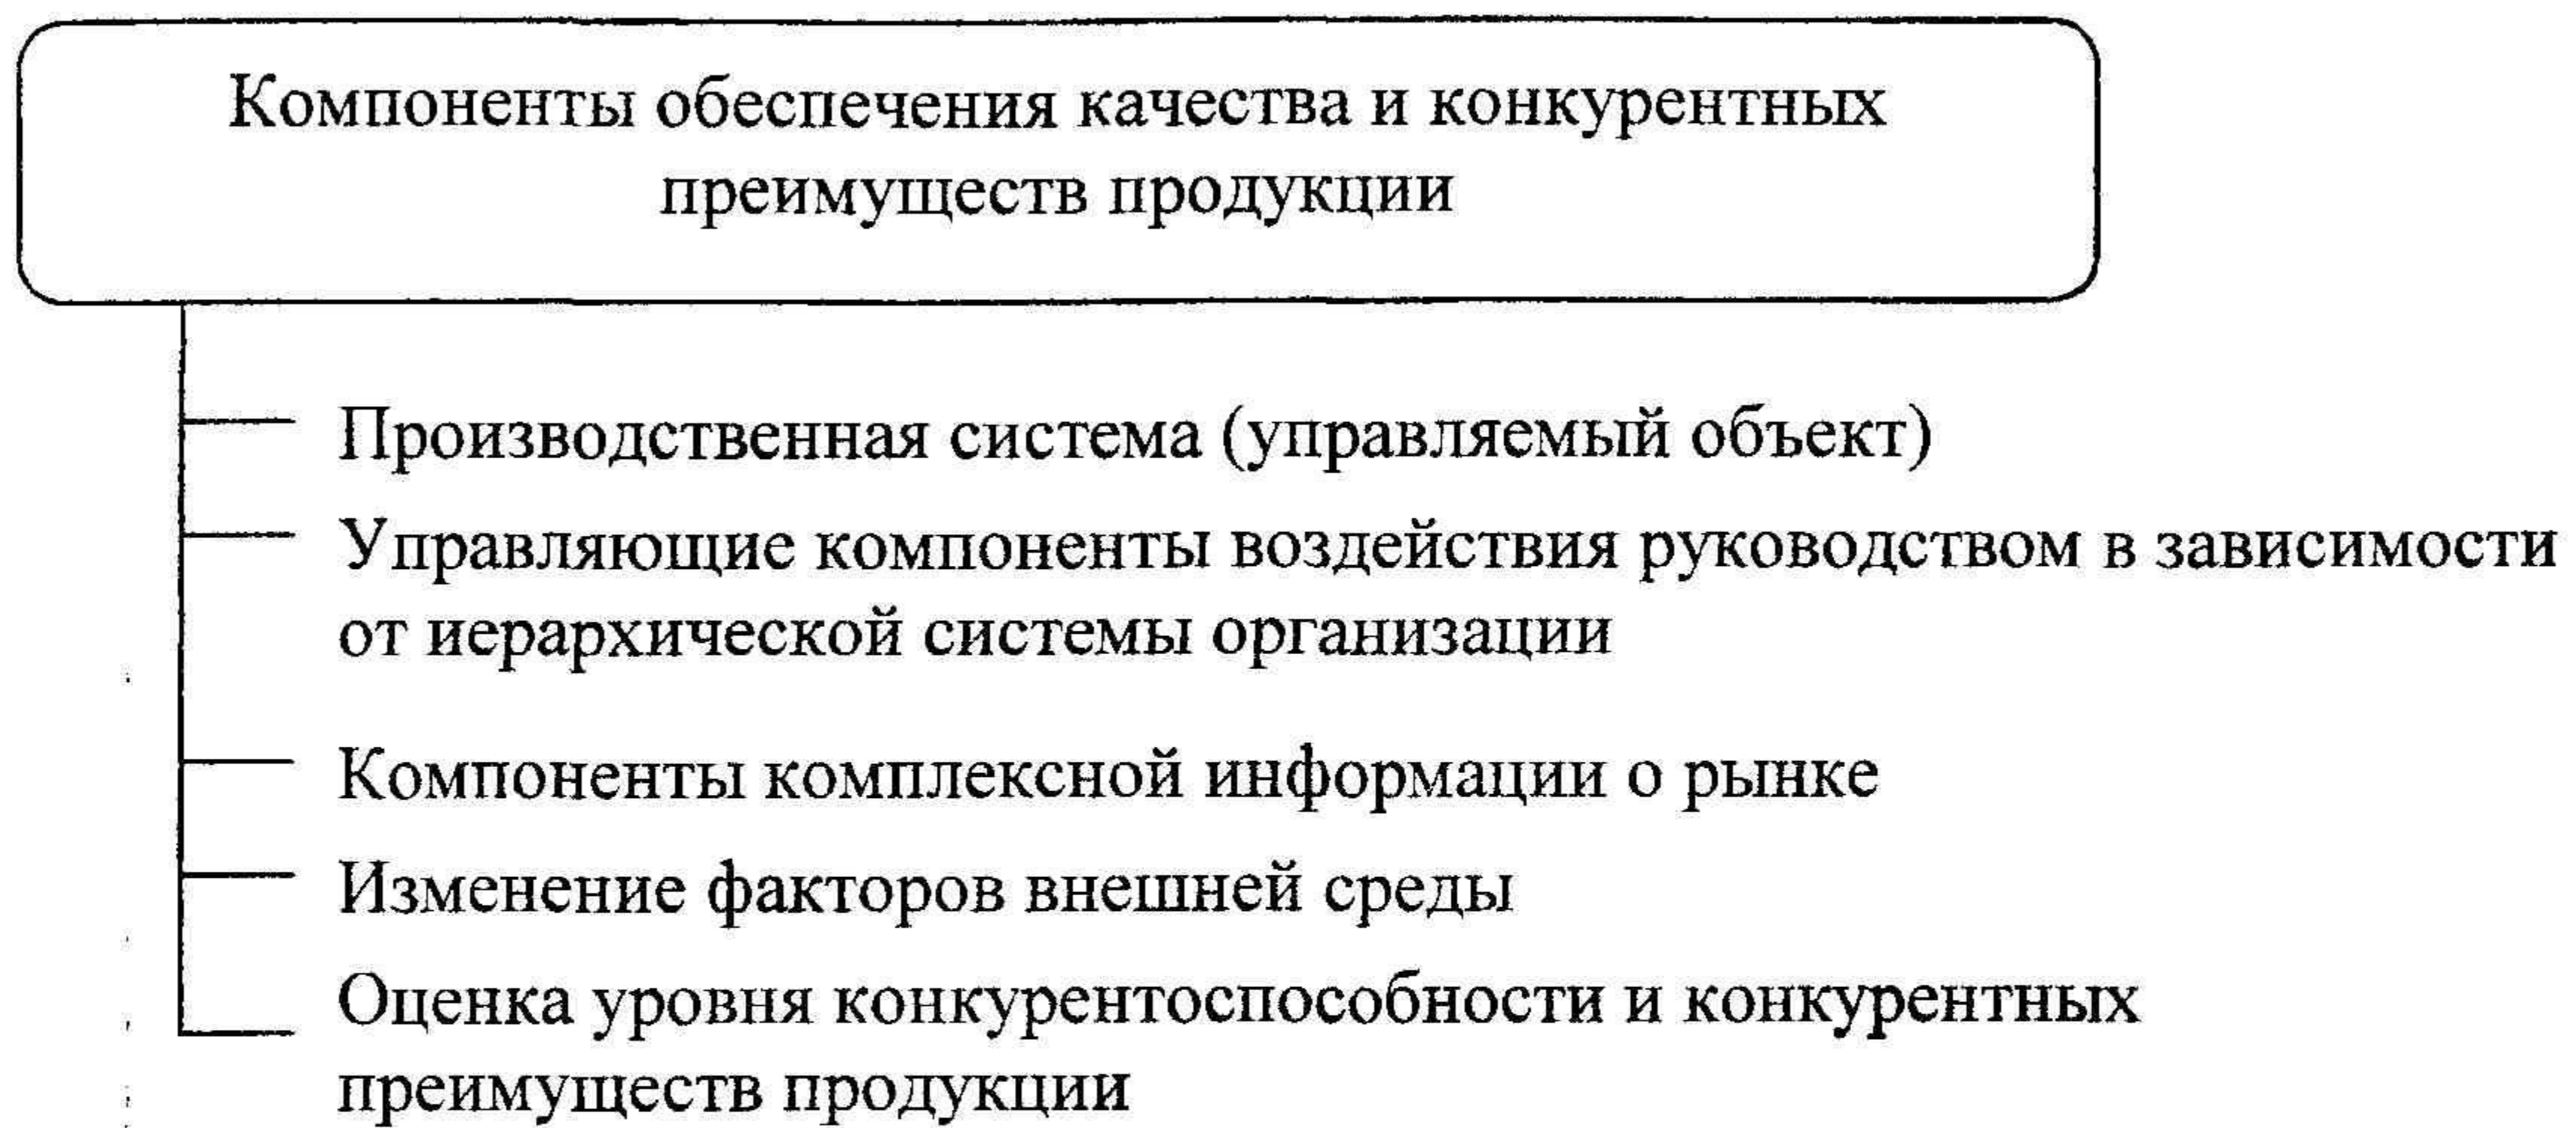 Компоненты обеспечения качества и конкурентных
преимуществ продукции
Производственная система (управляемый объект)
Управляющие компоненты воздействия руководством в зависимости
от иерархической системы организации
Компоненты комплексной информации о рынке
Изменение факторов внешней среды
Оценка уровня конкурентоспособности и конкурентных
преимуществ продукции